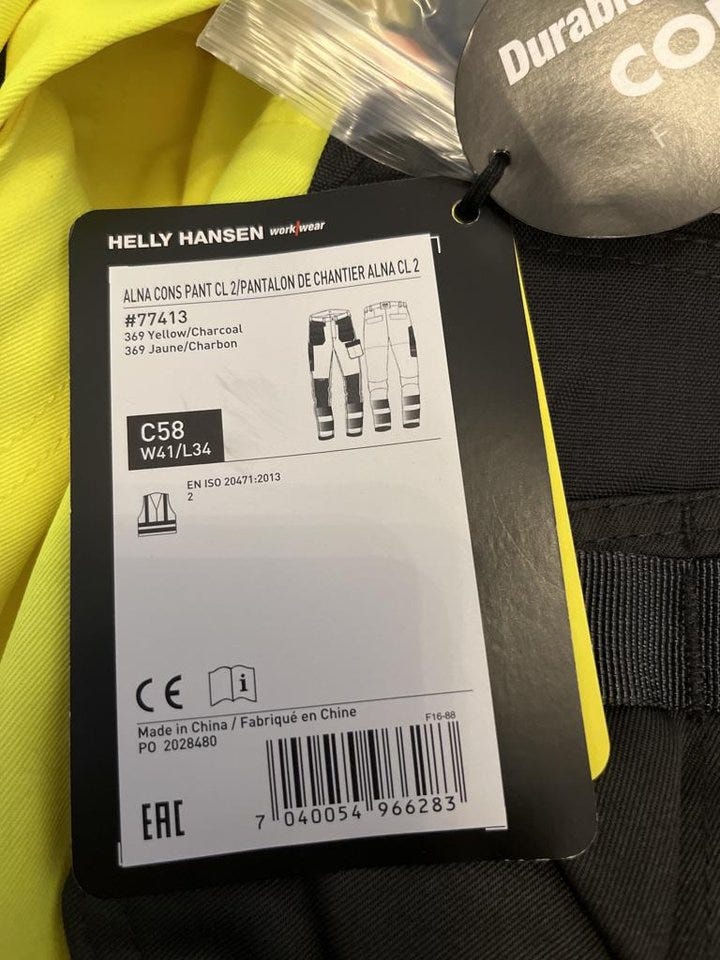 Durable
CO
F
HELLY HANSEN work/wear
ALNA CONS PANT CL 2/PANTALON DE CHANTIER ALNA CL 2
#77413
369 Yellow/Charcoal
369 Jaune/Charbon
C58
W41/L34
EN ISO 20471:2013
2
CE
i
Made in China / Fabriqué en Chine
PO 2028480
F16-88
EAC
7 040054 966283